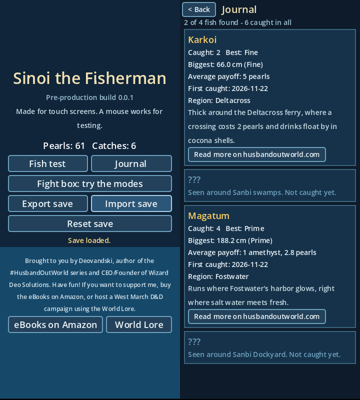 Sinoi the Fisherman
Pre-production build 0.0.1
Made for touch screens. A mouse works for
testing.
Pearls: 61 Catches: 6
Fish test
Journal
Fight box: try the modes
Export save
Import save
Reset save
Save loaded.
Brought to you by Deovandski, author of the
#HusbandOutWorld series and CEO/Founder of Wizard
Deo Solutions. Have fun! If you want to support me, buy
the eBooks on Amazon, or host a West March D&D
campaign using the World Lore.
eBooks on Amazon
World Lore
< Back
Journal
2 of 4 fish found - 6 caught in all
Karkoi
Caught: 2 Best: Fine
Biggest: 66.0 cm (Fine)
Average payoff: 5 pearls
First caught: 2026-11-22
Region: Deltacross
Thick around the Deltacross ferry, where a
crossing costs 2 pearls and drinks float by in
cocona shells.
Read more on husbandoutworld.com
???
Seen around Sanbi swamps. Not caught yet.
Magatum
Caught: 4 Best: Prime
Biggest: 188.2 cm (Prime)
Average payoff: 1 amethyst, 2.8 pearls
First caught: 2026-11-22
Region: Fostwater
Runs where Fostwater's harbor glows, right
where salt water meets fresh.
Read more on husbandoutworld.com
???
Seen around Sanbi Dockyard. Not caught yet.